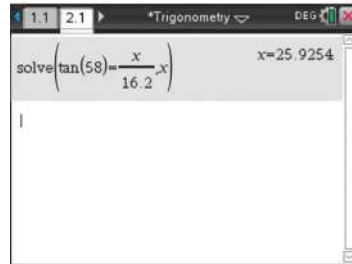 1.1 2.1 *Trigonometry DEG
solve(tan(58)=x/16.2,x) x=25.9254